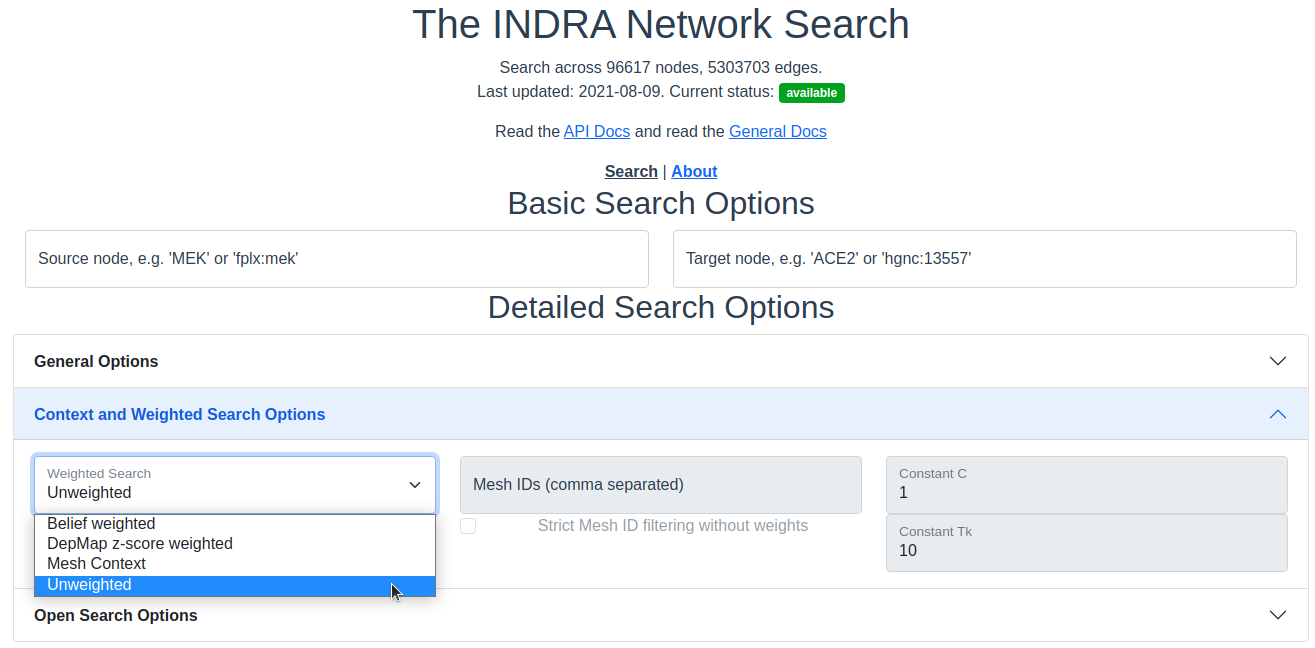 The INDRA Network Search
Search across 96617 nodes, 5303703 edges.
Last updated: 2021-08-09. Current status: available
Read the API Docs and read the General Docs
Search | About
Basic Search Options
Source node, e.g. 'MEK' or 'fplx:mek'
Target node, e.g. 'ACE2' or 'hgnc:13557'
Detailed Search Options
General Options
Context and Weighted Search Options
Weighted Search
Unweighted
Belief weighted
DepMap z-score weighted
Mesh Context
Unweighted
Mesh IDs (comma separated)
Strict Mesh ID filtering without weights
Constant C
1
Constant Tk
10
Open Search Options